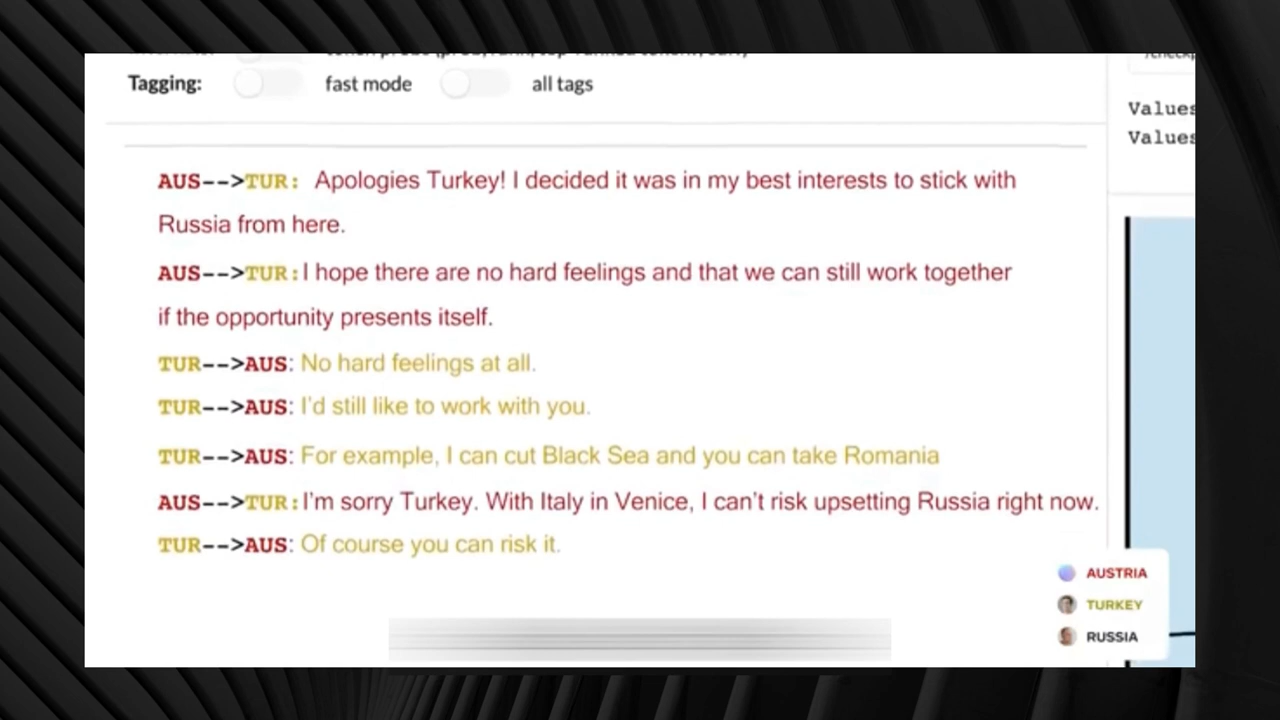 Tagging: fast mode all tags
Values
Values
AUS-->TUR: Apologies Turkey! I decided it was in my best interests to stick with
Russia from here.
AUS-->TUR: I hope there are no hard feelings and that we can still work together
if the opportunity presents itself.
TUR-->AUS: No hard feelings at all.
TUR-->AUS: I'd still like to work with you.
TUR-->AUS: For example, I can cut Black Sea and you can take Romania
AUS-->TUR: I'm sorry Turkey. With Italy in Venice, I can't risk upsetting Russia right now.
TUR-->AUS: Of course you can risk it.
AUSTRIA
TURKEY
RUSSIA